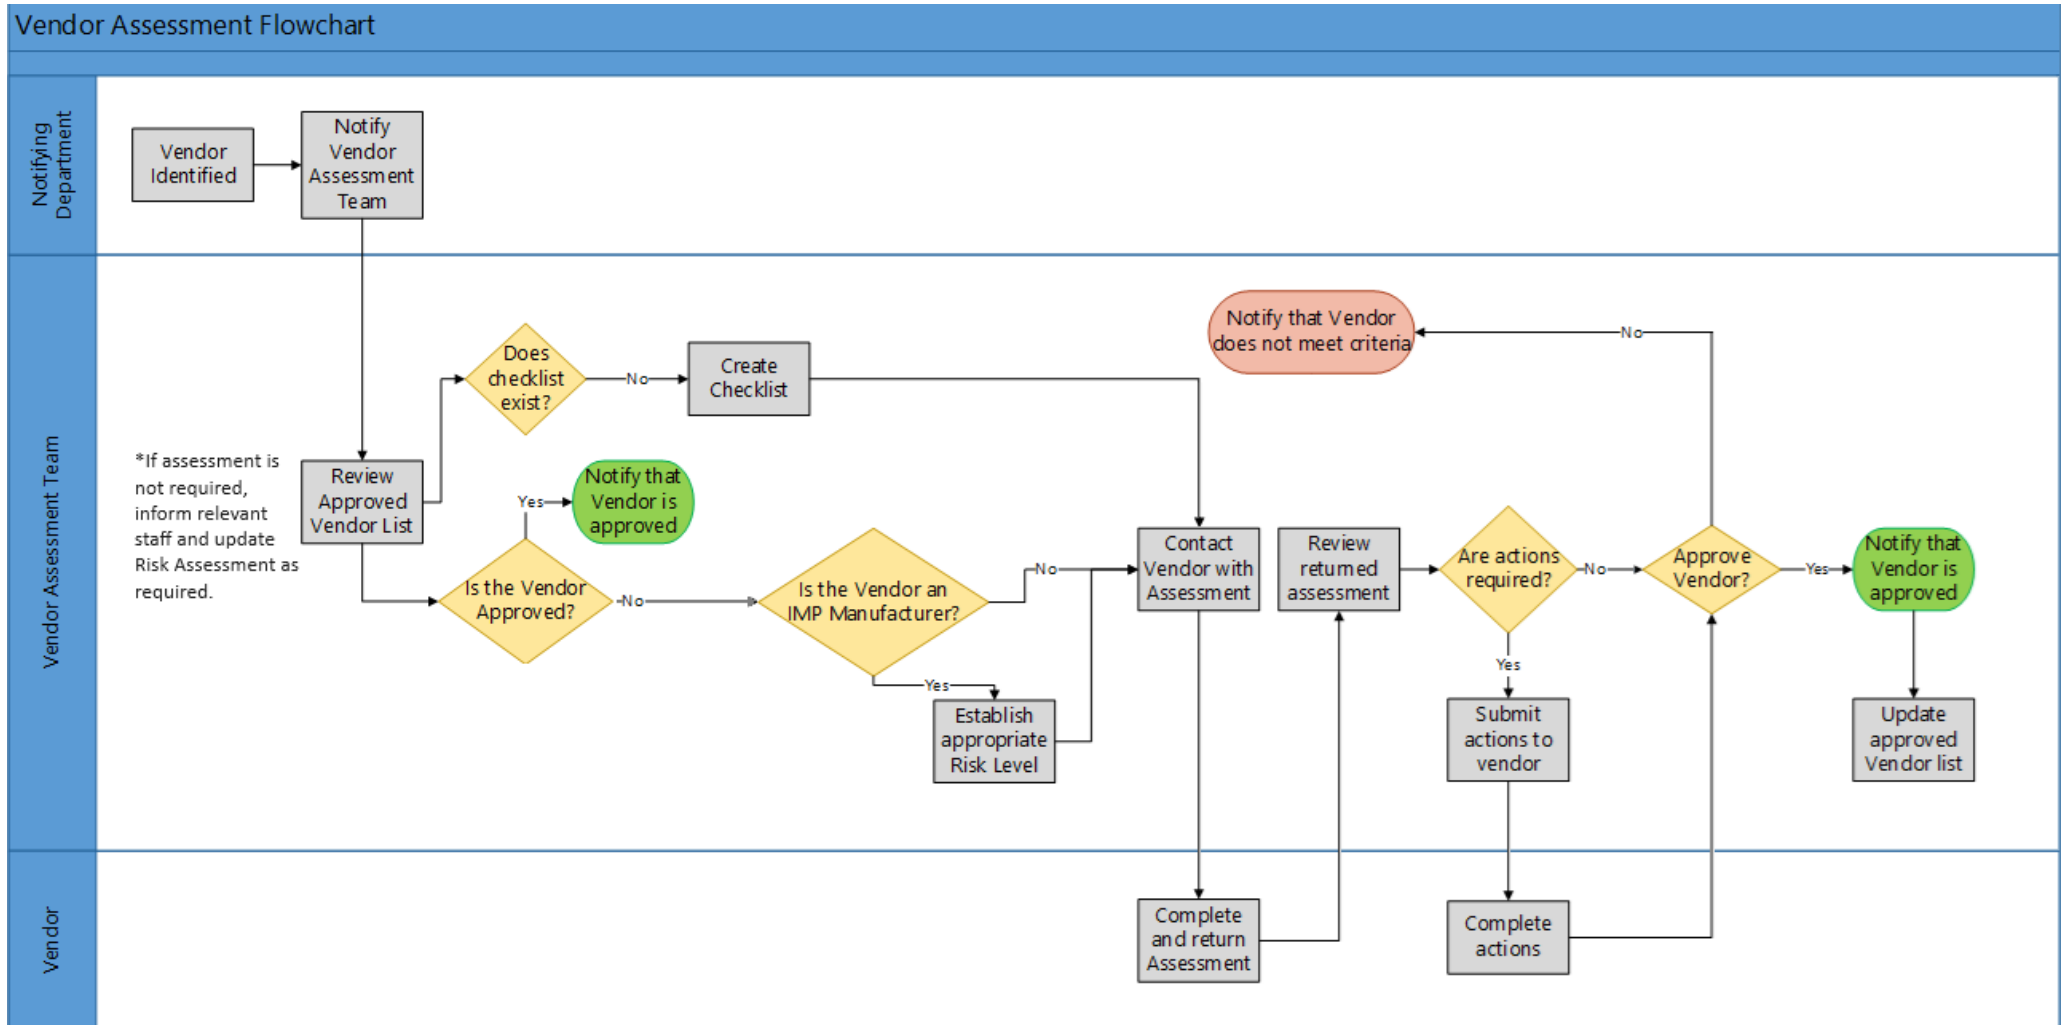 Vendor Assessment Flowchart
Notifying
Department
Vendor
Identified
Notify
Vendor
Assessment
Team
Vendor Assessment Team
*If assessment is
not required,
inform relevant
staff and update
Risk Assessment as
required.
Review
Approved
Vendor List
Does
checklist
exist?
No
Create
Checklist
Is the Vendor
Approved?
Yes
Notify that
Vendor is
approved
No
Is the Vendor an
IMP Manufacturer?
No
Yes
Establish
appropriate
Risk Level
Contact
Vendor with
Assessment
Review
returned
assessment
Are actions
required?
No
Yes
Submit
actions to
vendor
Approve
Vendor?
No
Notify that Vendor
does not meet criteria
Yes
Notify that
Vendor is
approved
Update
approved
Vendor list
Vendor
Complete
and return
Assessment
Complete
actions